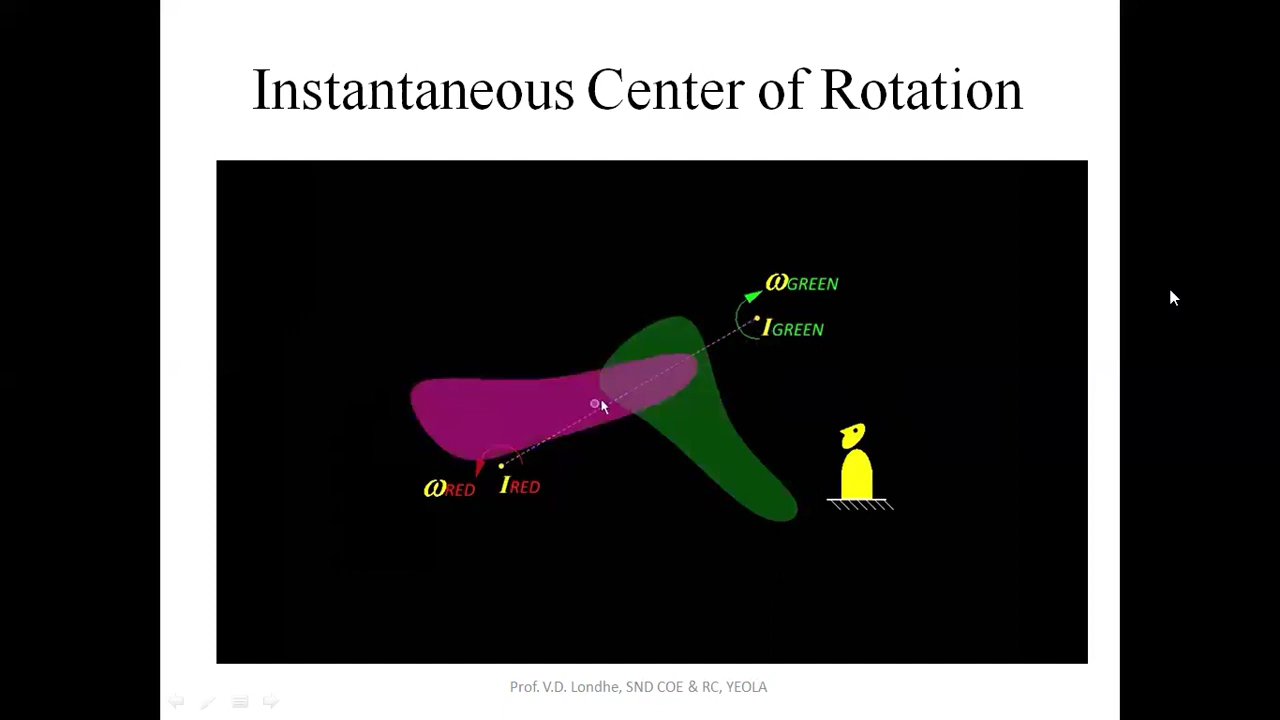 Instantaneous Center of Rotation
ωGREEN
IGREEN
ωRED
IRED
Prof. V.D. Londhe, SND COE & RC, YEOLA